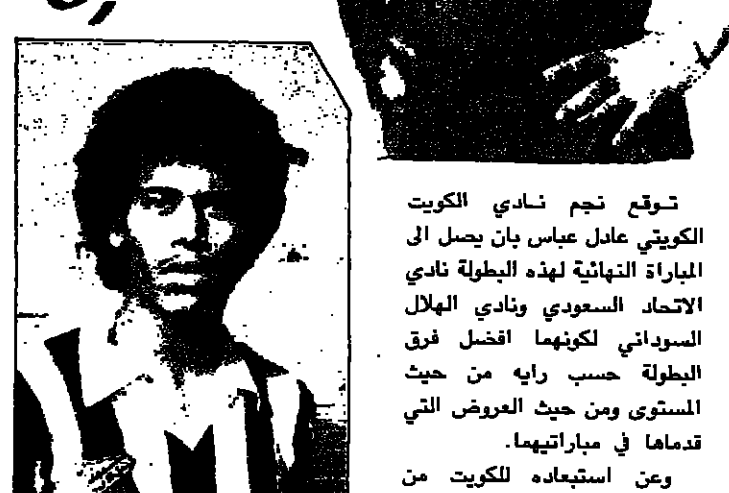 تـوقع نجم نـادي الكويت
الكويتي عادل عباس بان يصل الى
المباراة النهائية لهذه البطولة نادي
الاتحاد السعودي ونادي الهلال
السوداني لكونهما افضل فرق
البطولة حسب رايه من حيث
المستوى ومن حيث العروض التي
قدماها في مباراتيهما.
وعن استبعاده للكويت من